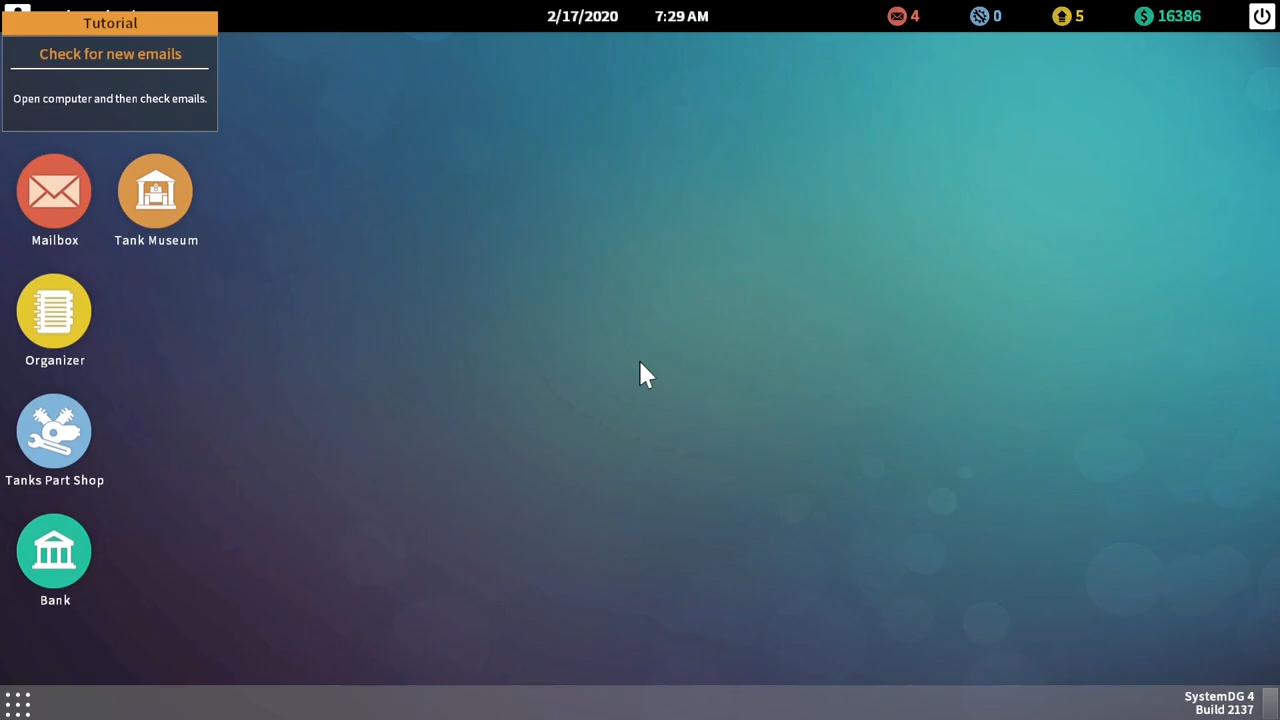 Tutorial
Check for new emails
Open computer and then check emails.
2/17/2020 7:29 AM 4 0 5 $ 16386
Mailbox Tank Museum
Organizer
Tanks Part Shop
Bank
SystemDG 4
Build 2137